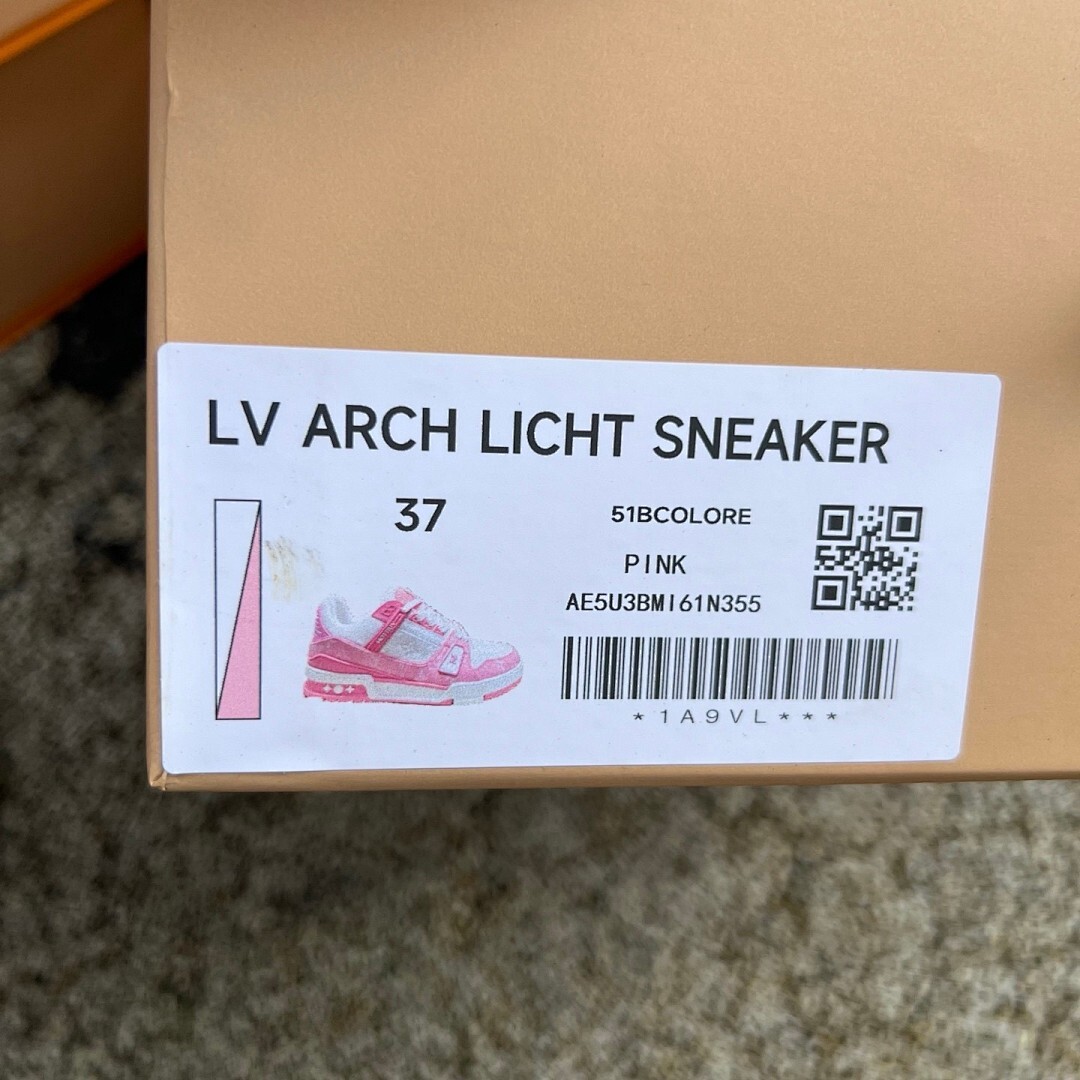 LV ARCH LICHT SNEAKER
37
51BCOLORE
PINK
AE5U3BMI61N355
*1A9VL***